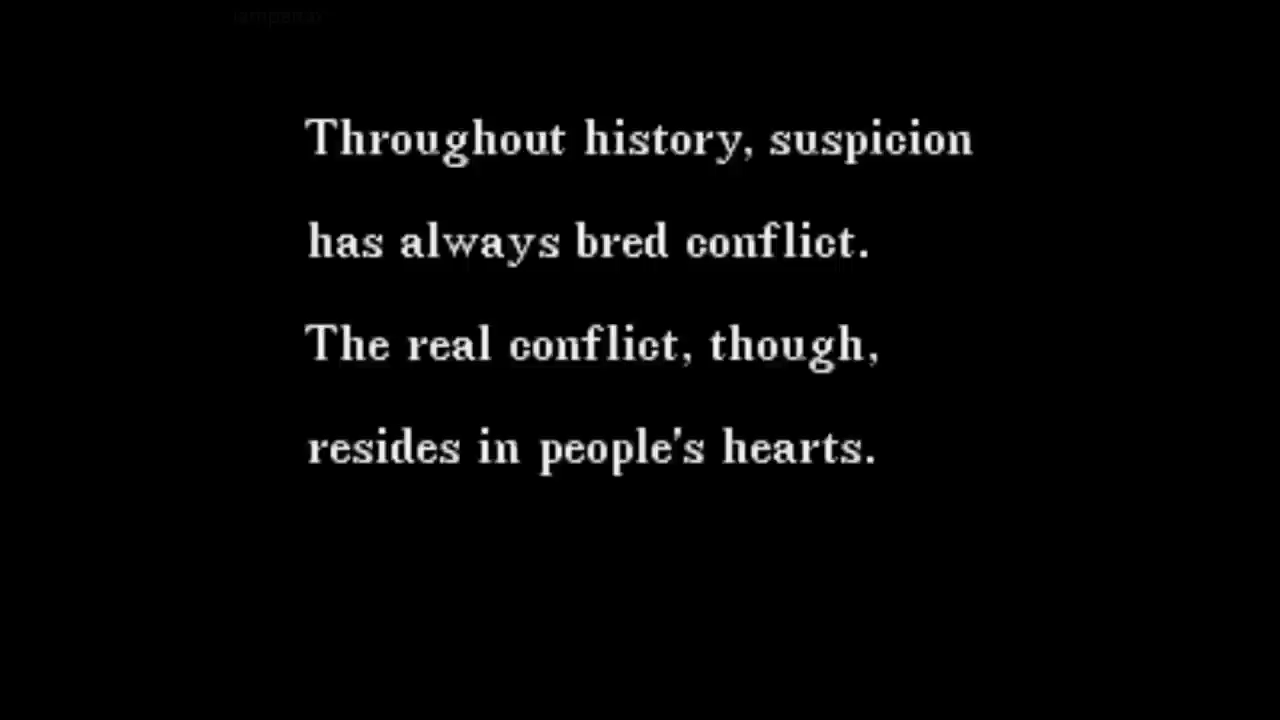 Throughout history, suspicion
has always bred conflict.
The real conflict, though,
resides in people's hearts.